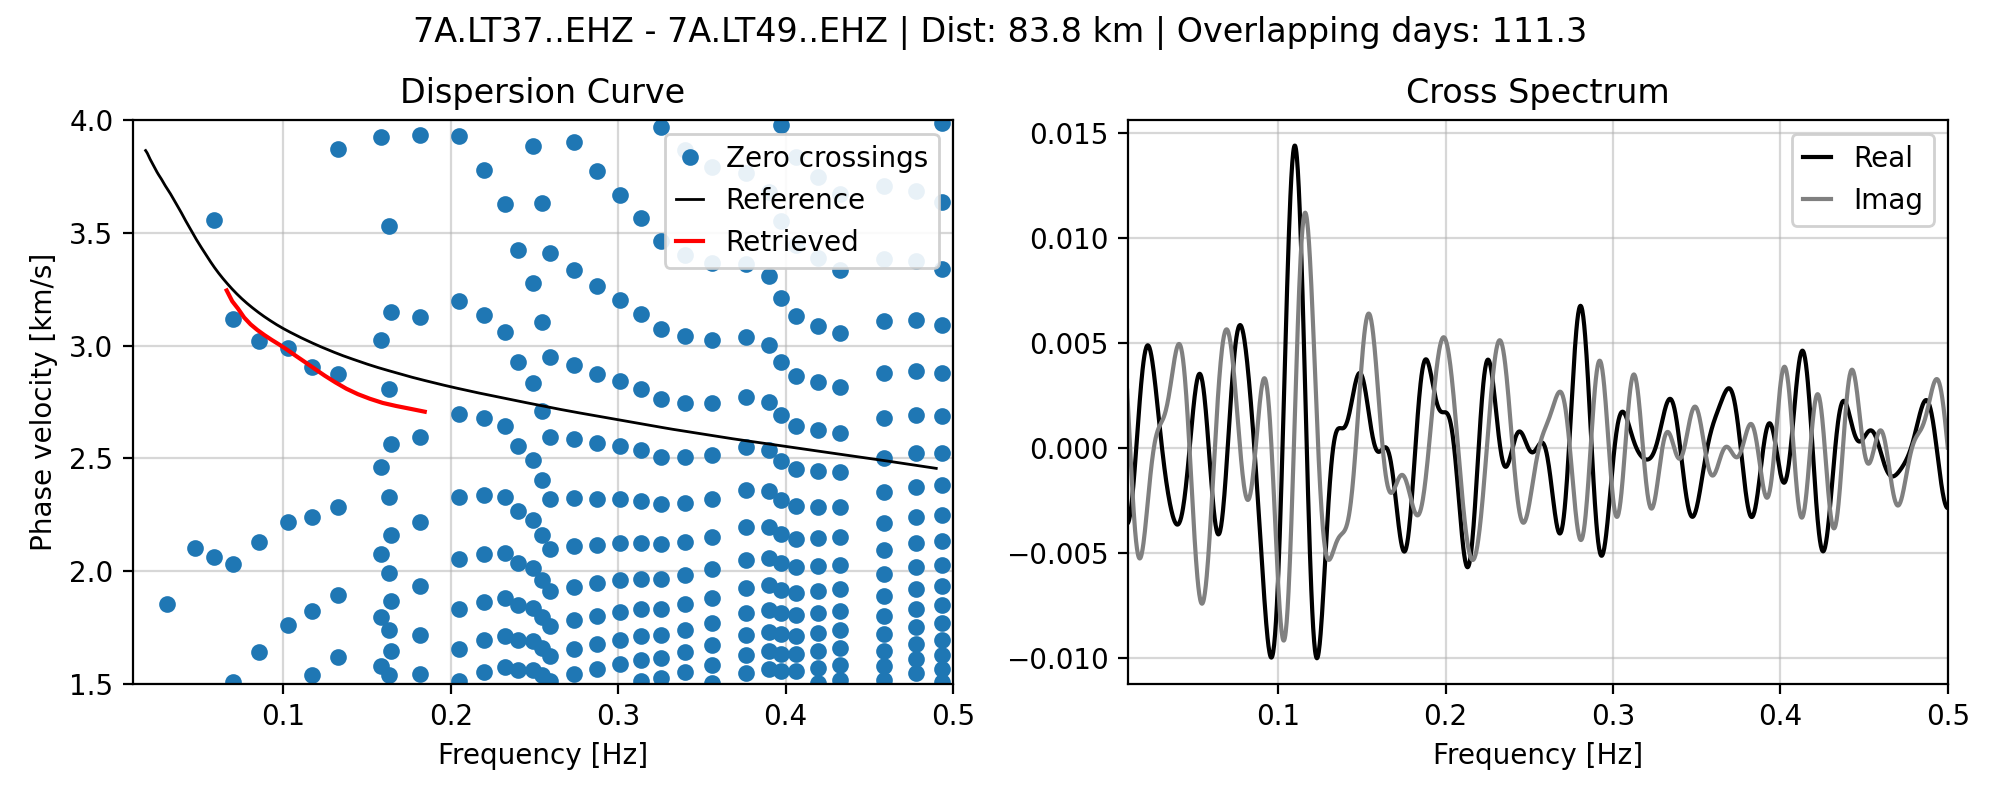 7A.LT37..EHZ - 7A.LT49..EHZ | Dist: 83.8 km | Overlapping days: 111.3
Dispersion Curve
Phase velocity [km/s]
4.0
3.5
3.0
2.5
2.0
1.5
0.1
0.2
0.3
0.4
0.5
Frequency [Hz]
Zero crossings
Reference
Retrieved
Cross Spectrum
0.015
0.010
0.005
0.000
−0.005
−0.010
0.1
0.2
0.3
0.4
0.5
Frequency [Hz]
Real
Imag